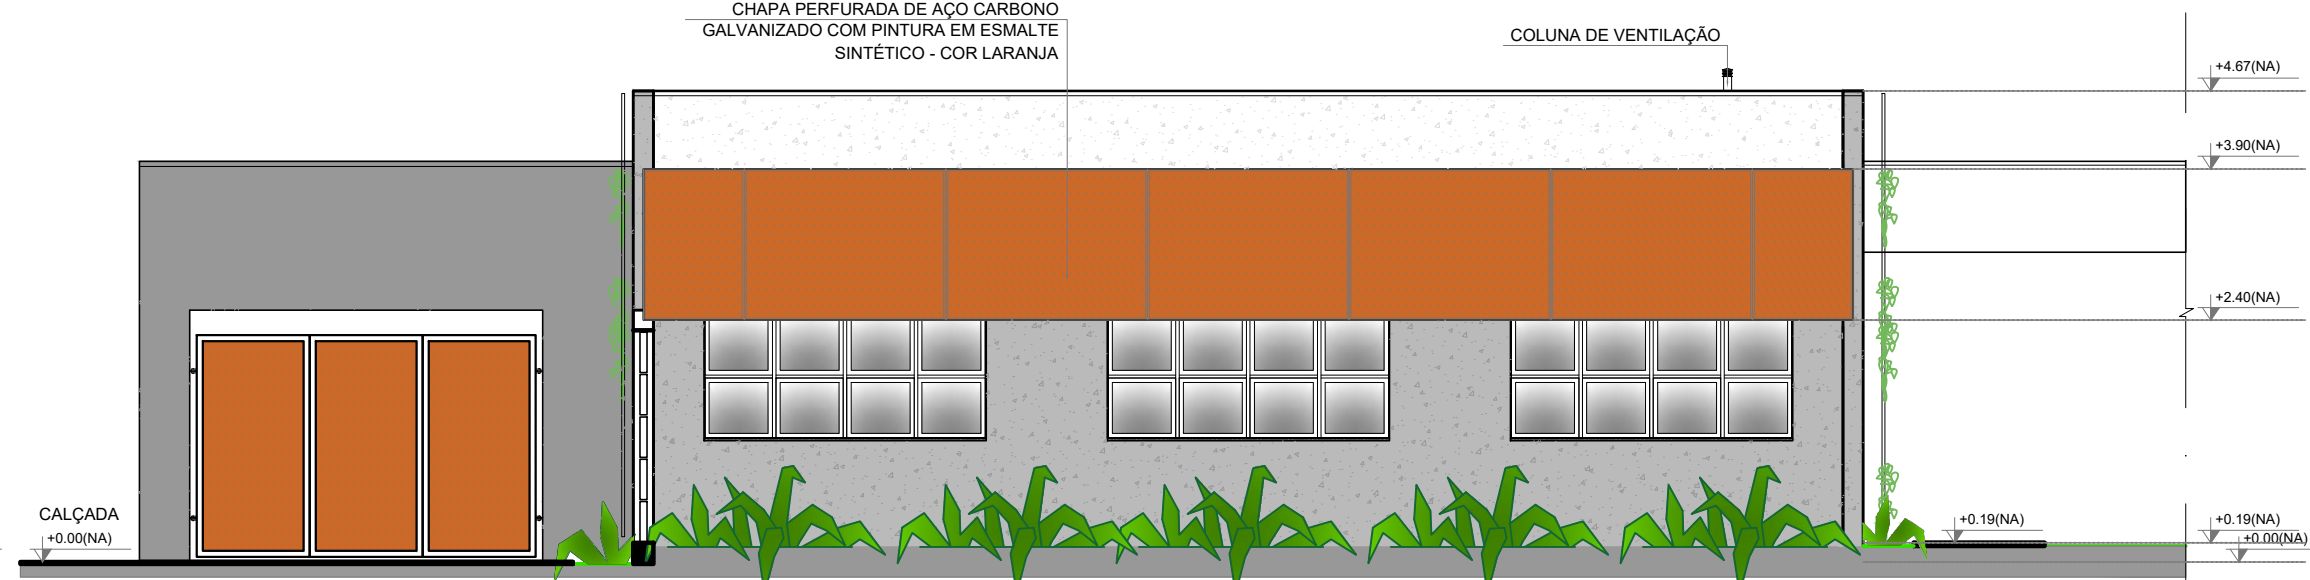 CHAPA PERFURADA DE AÇO CARBONO
GALVANIZADO COM PINTURA EM ESMALTE
SINTÉTICO - COR LARANJA
COLUNA DE VENTILAÇÃO
+4.67(NA)
+3.90(NA)
+2.40(NA)
CALÇADA
+0.00(NA)
+0.19(NA)
+0.19(NA)
+0.00(NA)